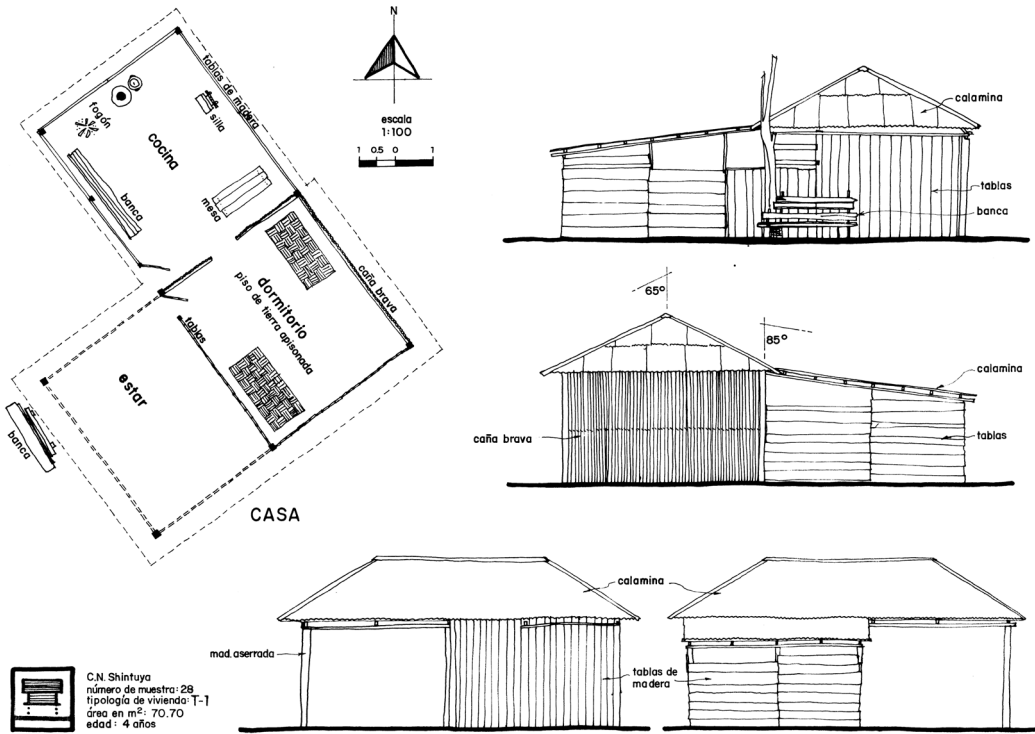 tablas de madera
fogón
silla
cocina
banca
mesa
dormitorio
piso de tierra apisonada
caña brava
tablas
estar
banca
CASA
N
escala
1:100
1 0.5 0 1
calamina
tablas
banca
65º
85º
calamina
caña brava
tablas
calamina
mad. aserrada
tablas de
madera
C.N. Shintuya
número de muestra: 28
tipología de vivienda: T-1
área en m²: 70.70
edad: 4 años